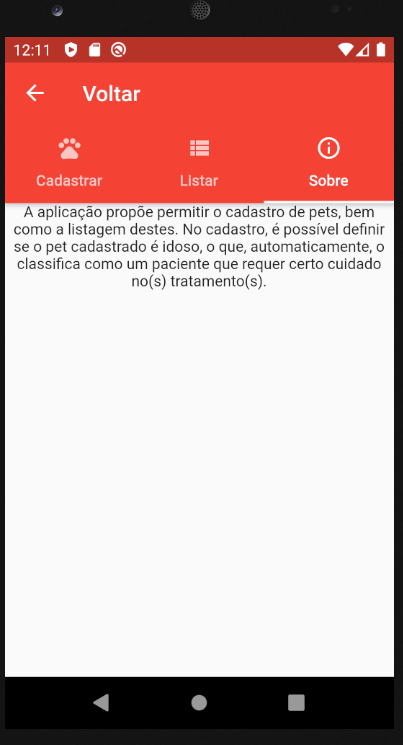 12:11
Voltar
Cadastrar
Listar
Sobre
A aplicação propõe permitir o cadastro de pets, bem
como a listagem destes. No cadastro, é possível definir
se o pet cadastrado é idoso, o que, automaticamente, o
classifica como um paciente que requer certo cuidado
no(s) tratamento(s).